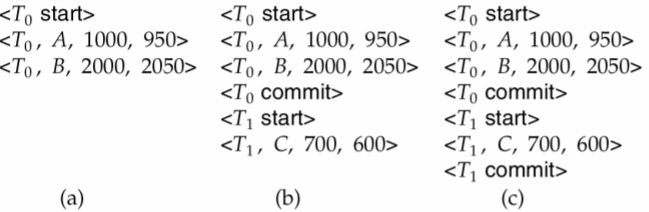 <T₀ start>
<T₀, A, 1000, 950>
<T₀, B, 2000, 2050>
(a)
<T₀ start>
<T₀, A, 1000, 950>
<T₀, B, 2000, 2050>
<T₀ commit>
<T₁ start>
<T₁, C, 700, 600>
(b)
<T₀ start>
<T₀, A, 1000, 950>
<T₀, B, 2000, 2050>
<T₀ commit>
<T₁ start>
<T₁, C, 700, 600>
<T₁ commit>
(c)